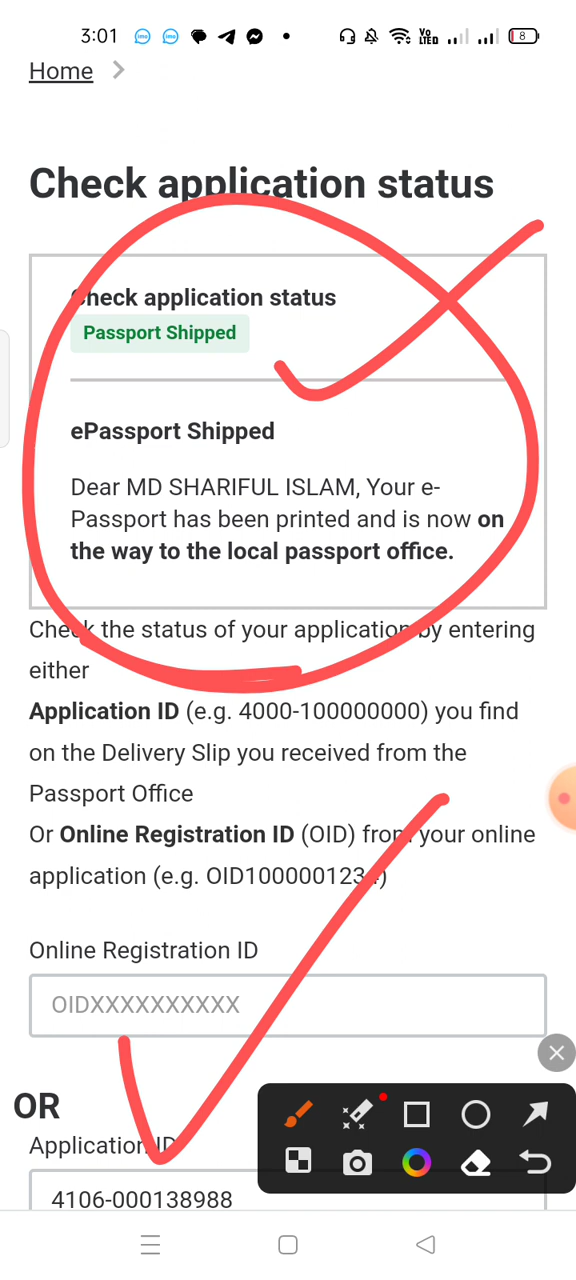 3:01
VoLTE
8
Home
Check application status
Check application status
Passport Shipped
ePassport Shipped
Dear MD SHARIFUL ISLAM, Your e-
Passport has been printed and is now on
the way to the local passport office.
Check the status of your application by entering
either
Application ID (e.g. 4000-100000000) you find
on the Delivery Slip you received from the
Passport Office
Or Online Registration ID (OID) from your online
application (e.g. OID1000001234)
Online Registration ID
OIDXXXXXXXXXX
OR
Application ID
4106-000138988